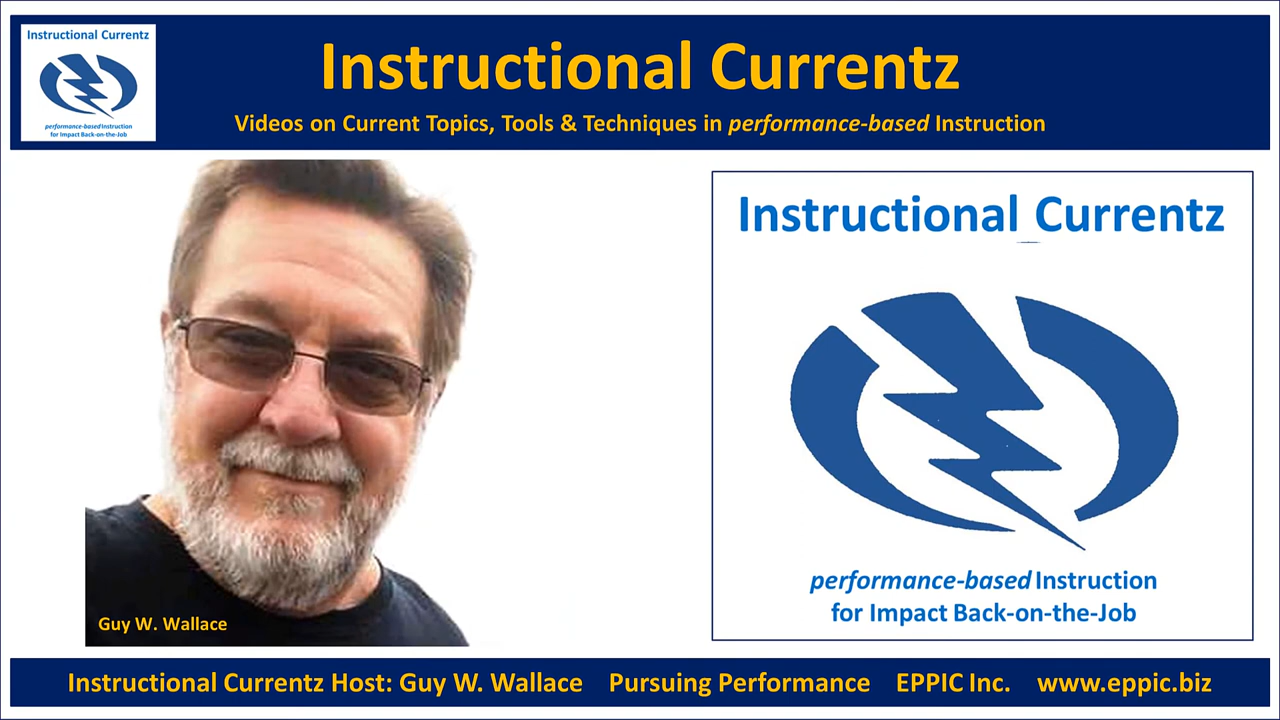 Instructional Currentz
performance-based Instruction
for Impact Back-on-the-Job
Instructional Currentz
Videos on Current Topics, Tools & Techniques in performance-based Instruction
Guy W. Wallace
Instructional Currentz
performance-based Instruction
for Impact Back-on-the-Job
Instructional Currentz Host: Guy W. Wallace Pursuing Performance EPPIC Inc. www.eppic.biz